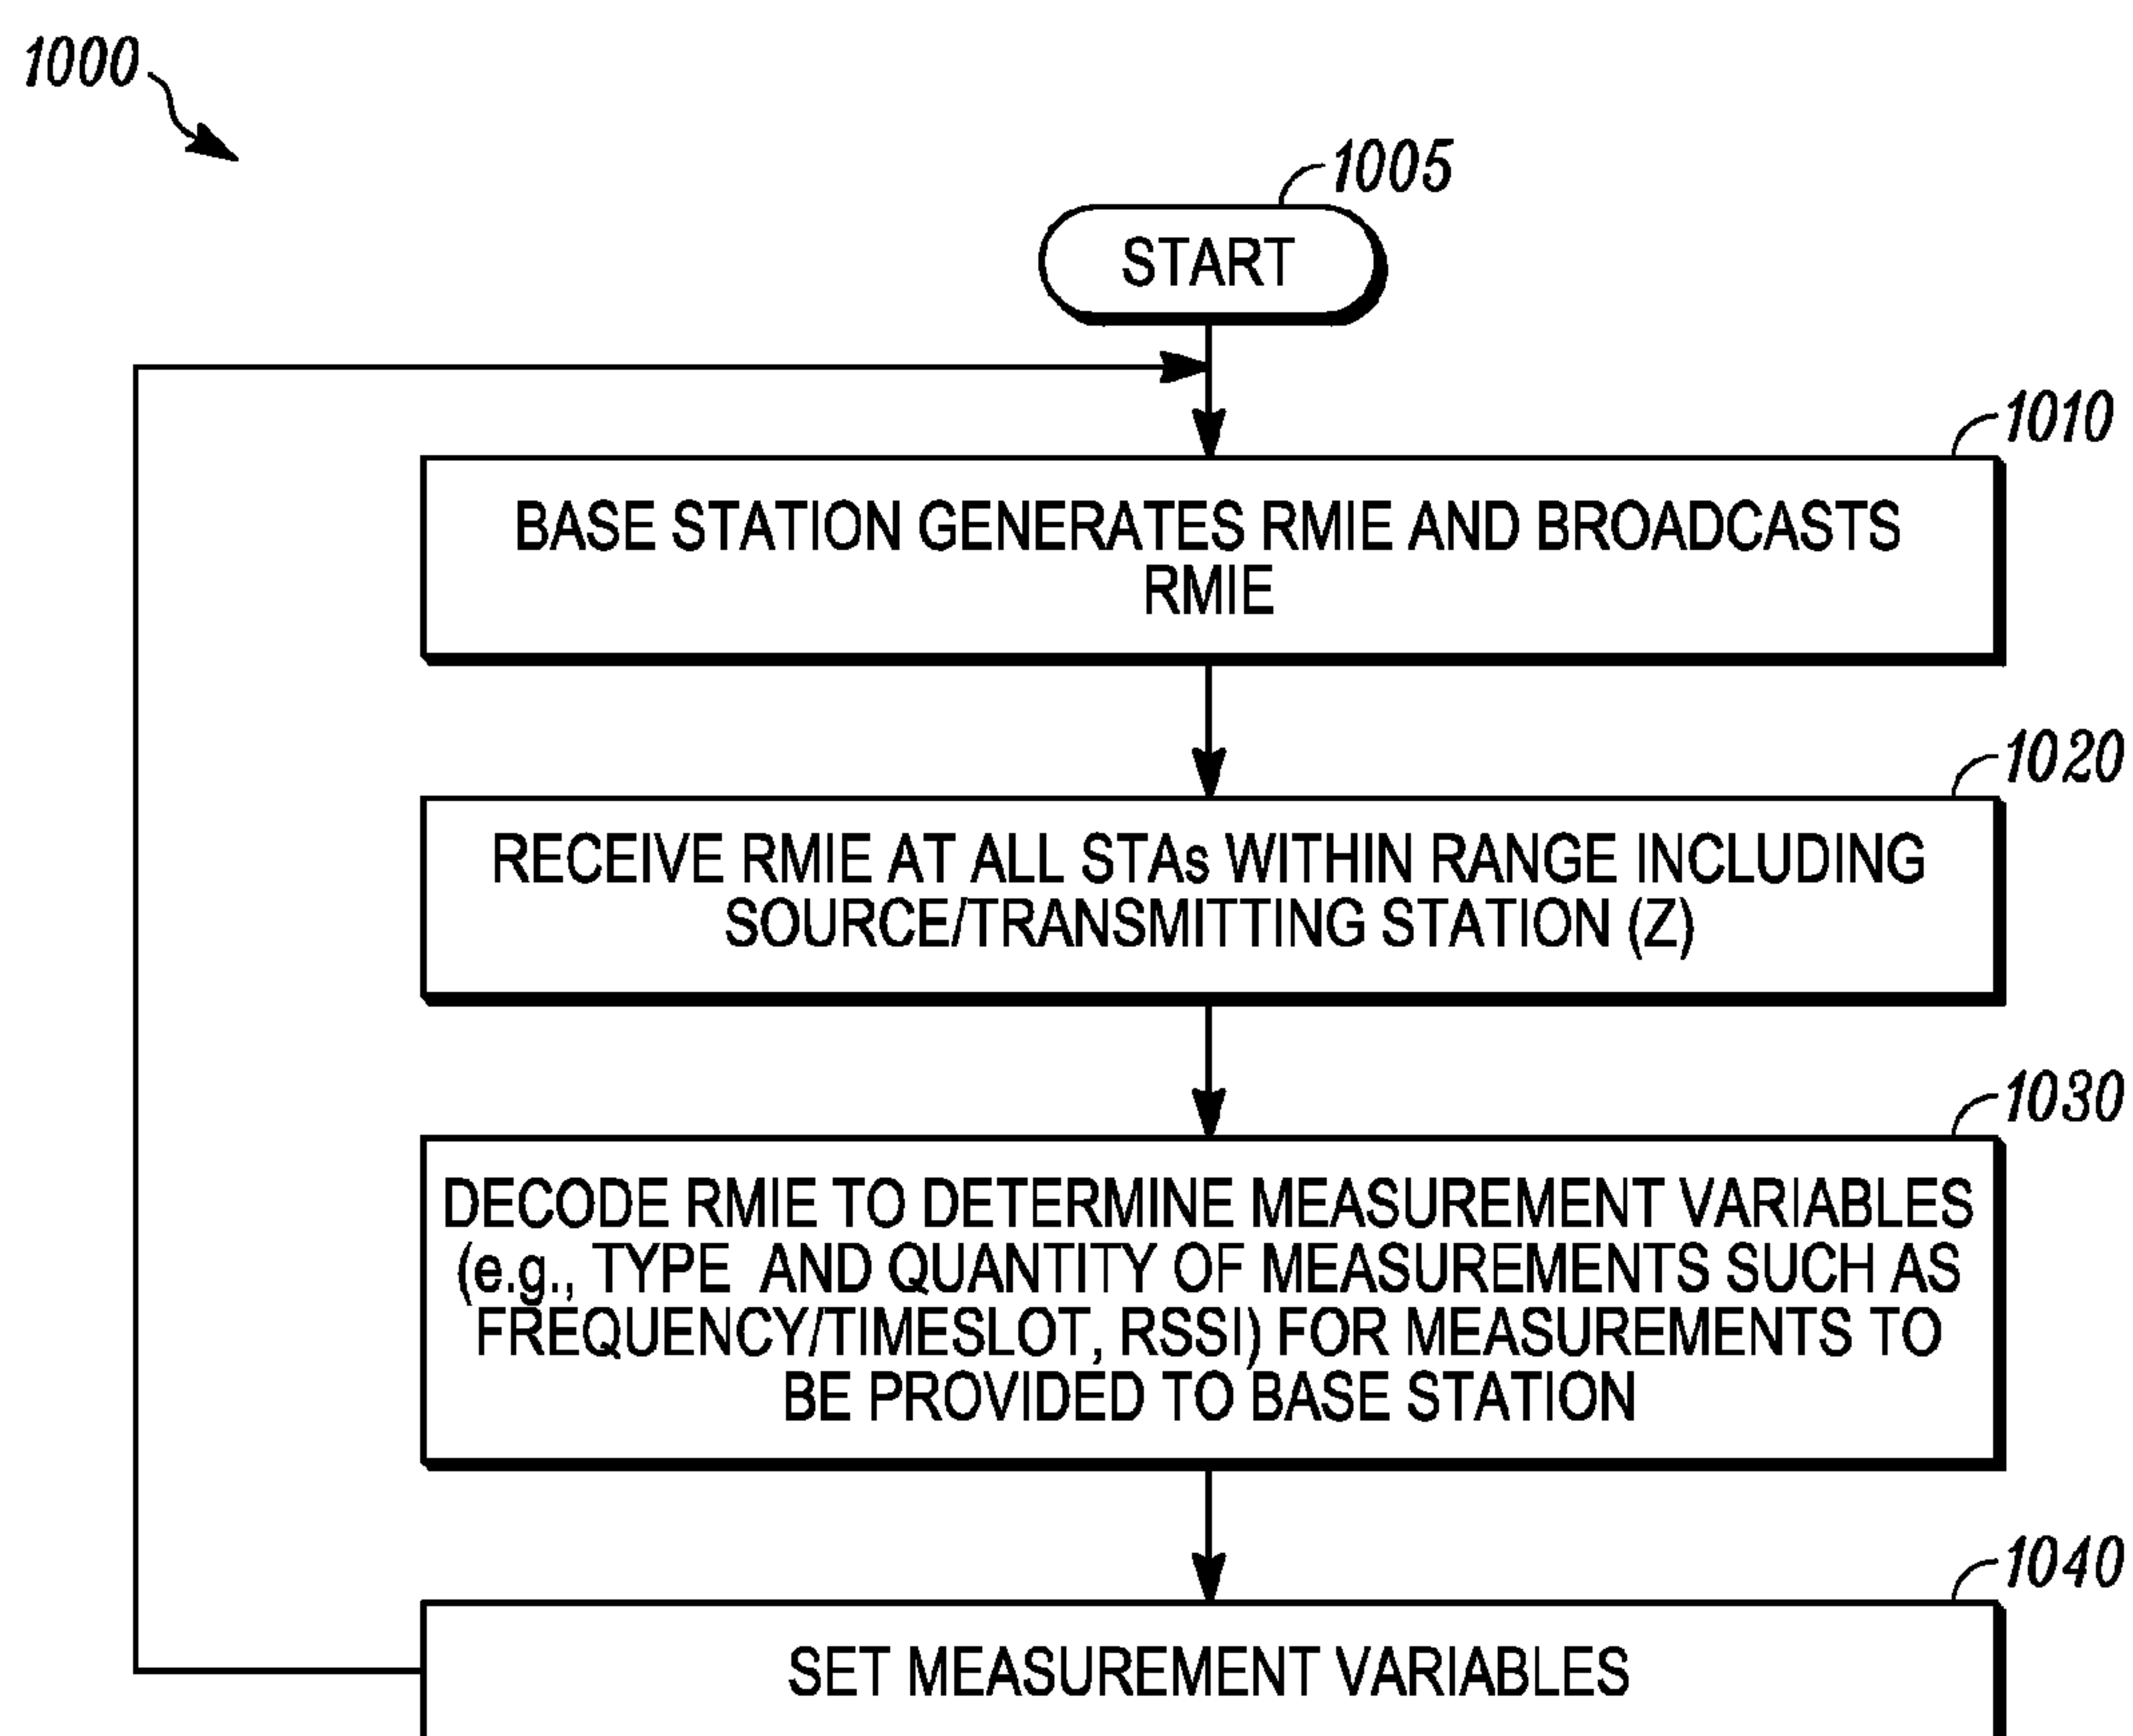 1000
1005
START
1010
BASE STATION GENERATES RMIE AND BROADCASTS
RMIE
1020
RECEIVE RMIE AT ALL STAs WITHIN RANGE INCLUDING
SOURCE/TRANSMITTING STATION (Z)
1030
DECODE RMIE TO DETERMINE MEASUREMENT VARIABLES
(e.g., TYPE AND QUANTITY OF MEASUREMENTS SUCH AS
FREQUENCY/TIMESLOT, RSSI) FOR MEASUREMENTS TO
BE PROVIDED TO BASE STATION
1040
SET MEASUREMENT VARIABLES